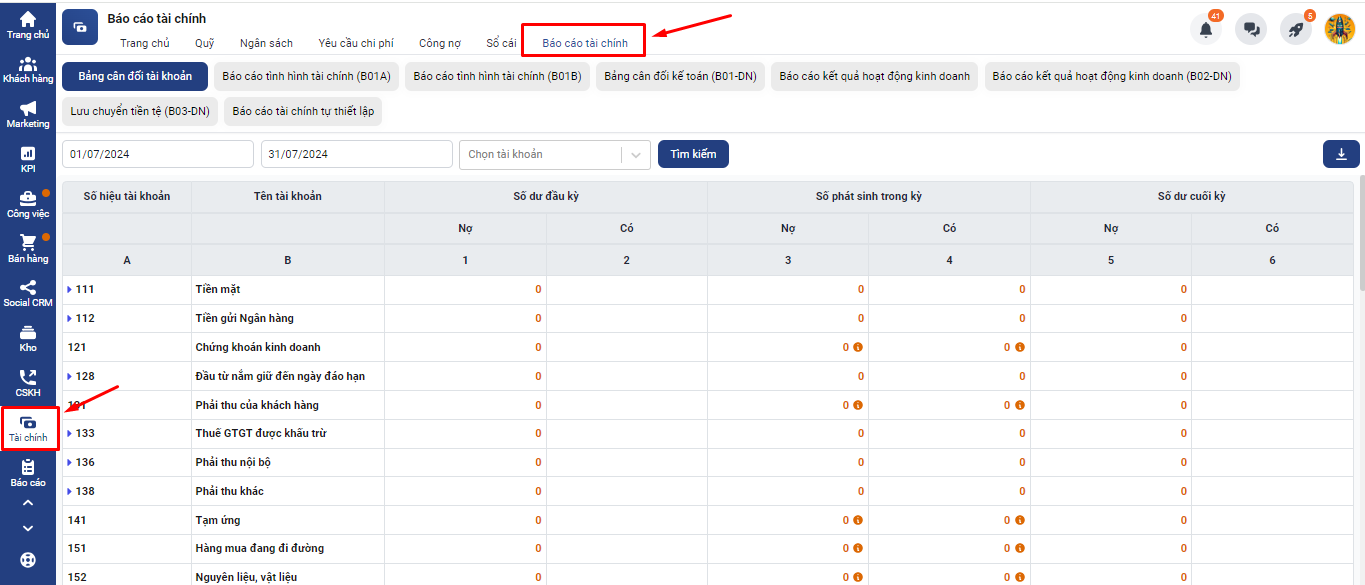 Trang chủ
Khách hàng
Marketing
KPI
Công việc
Bán hàng
Social CRM
Kho
CSKH
Tài chính
Báo cáo
Báo cáo tài chính
Trang chủ Quỹ Ngân sách Yêu cầu chi phí Công nợ Sổ cái Báo cáo tài chính
41 5
Bảng cân đối tài khoản Báo cáo tình hình tài chính (B01A) Báo cáo tình hình tài chính (B01B) Bảng cân đối kế toán (B01-DN) Báo cáo kết quả hoạt động kinh doanh Báo cáo kết quả hoạt động kinh doanh (B02-DN)
Lưu chuyển tiền tệ (B03-DN) Báo cáo tài chính tự thiết lập
01/07/2024 31/07/2024 Chọn tài khoản Tìm kiếm
Số hiệu tài khoản Tên tài khoản Số dư đầu kỳ Số phát sinh trong kỳ Số dư cuối kỳ
Nợ Có Nợ Có Nợ Có
A B 1 2 3 4 5 6
111 Tiền mặt 0 0 0 0
112 Tiền gửi Ngân hàng 0 0 0 0
121 Chứng khoán kinh doanh 0 0 0 0
128 Đầu tư nắm giữ đến ngày đáo hạn 0 0 0 0
Phải thu của khách hàng 0 0 0 0
133 Thuế GTGT được khấu trừ 0 0 0 0
136 Phải thu nội bộ 0 0 0 0
138 Phải thu khác 0 0 0 0
141 Tạm ứng 0 0 0 0
151 Hàng mua đang đi đường 0 0 0 0
152 Nguyên liệu, vật liệu 0 0 0 0